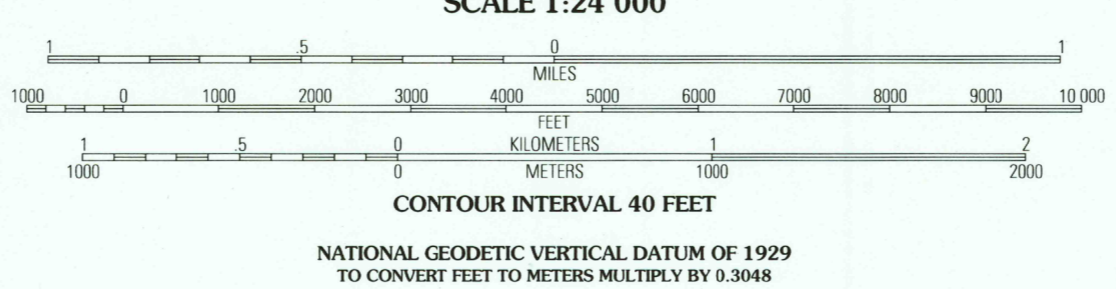 SCALE 1:24 000
1 .5 0 1
MILES
1000 0 1000 2000 3000 4000 5000 6000 7000 8000 9000 10 000
FEET
1 .5 0 KILOMETERS 1 2
1000 0 METERS 1000 2000
CONTOUR INTERVAL 40 FEET
NATIONAL GEODETIC VERTICAL DATUM OF 1929
TO CONVERT FEET TO METERS MULTIPLY BY 0.3048